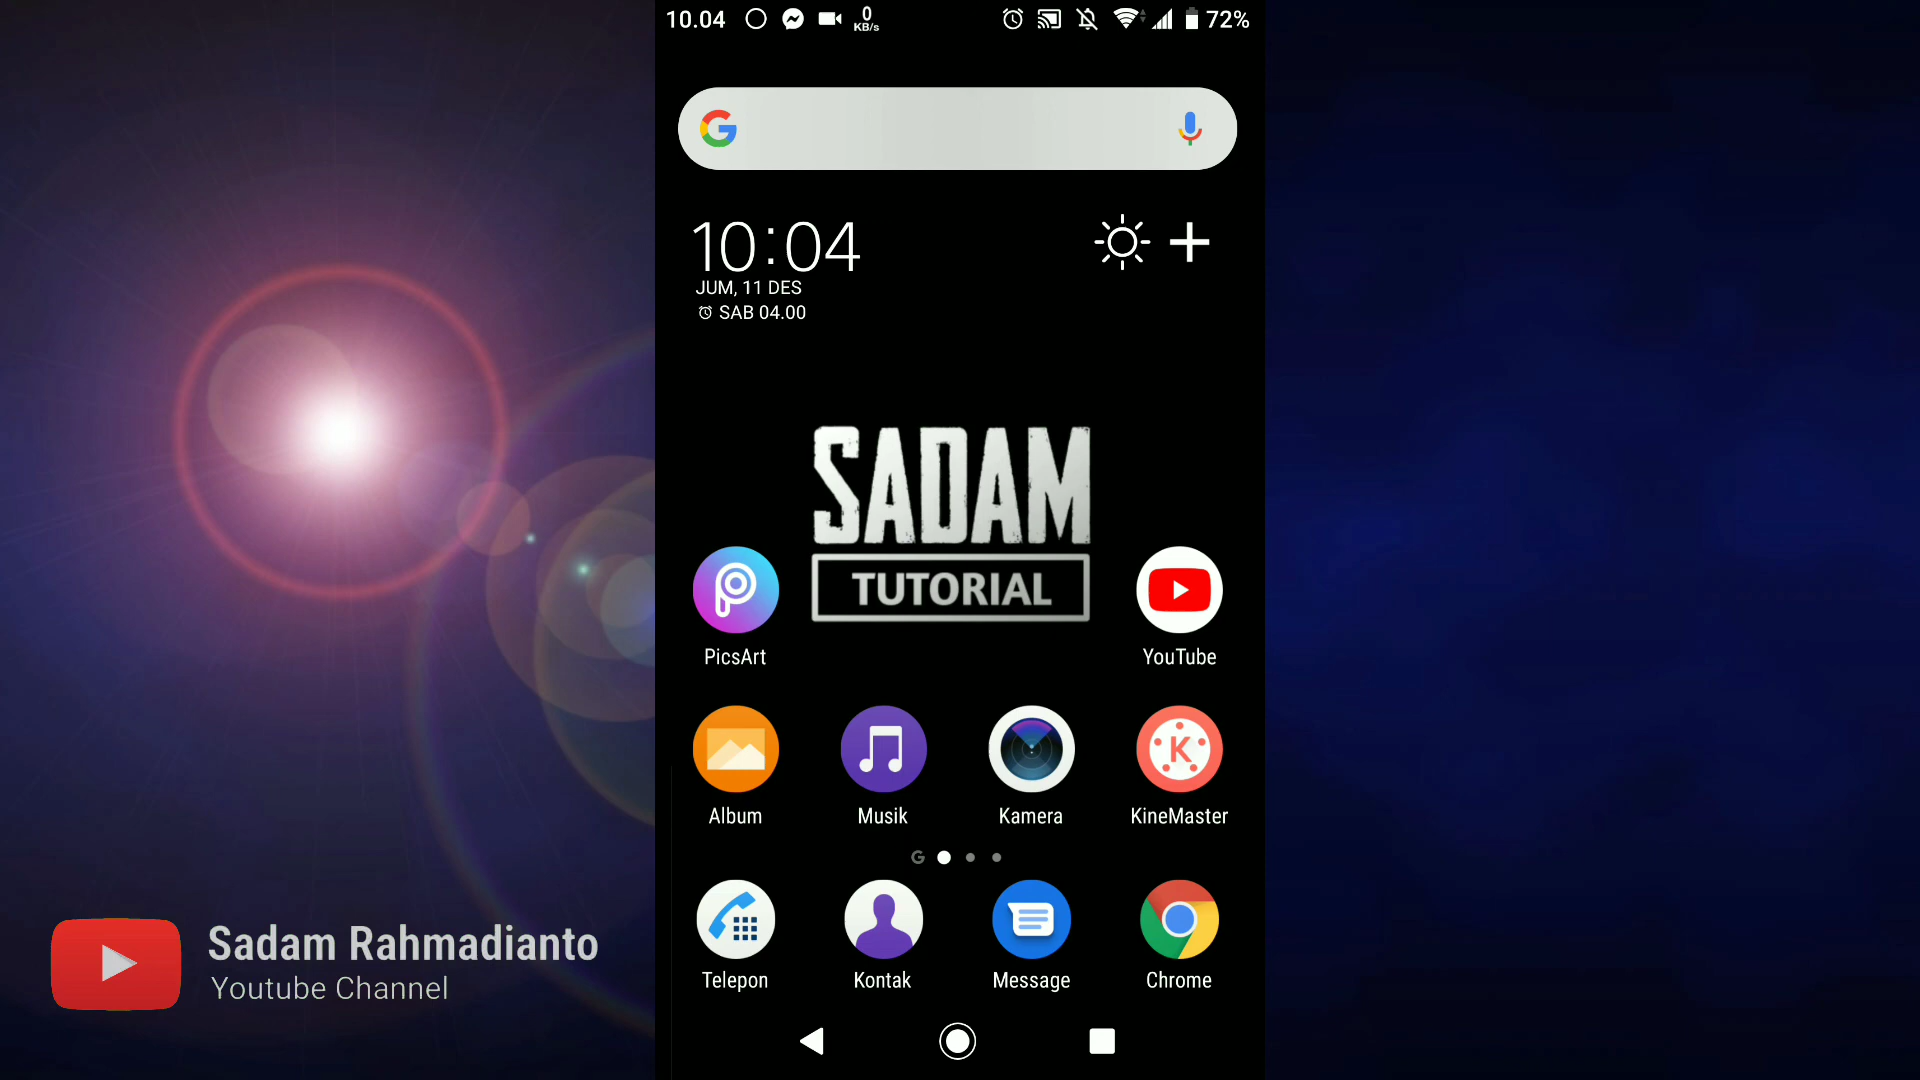 10.04 0 KB/s 72%
10:04
JUM, 11 DES
SAB 04.00
SADAM
TUTORIAL
PicsArt YouTube
Album Musik Kamera KineMaster
Telepon Kontak Message Chrome
Sadam Rahmadianto
Youtube Channel